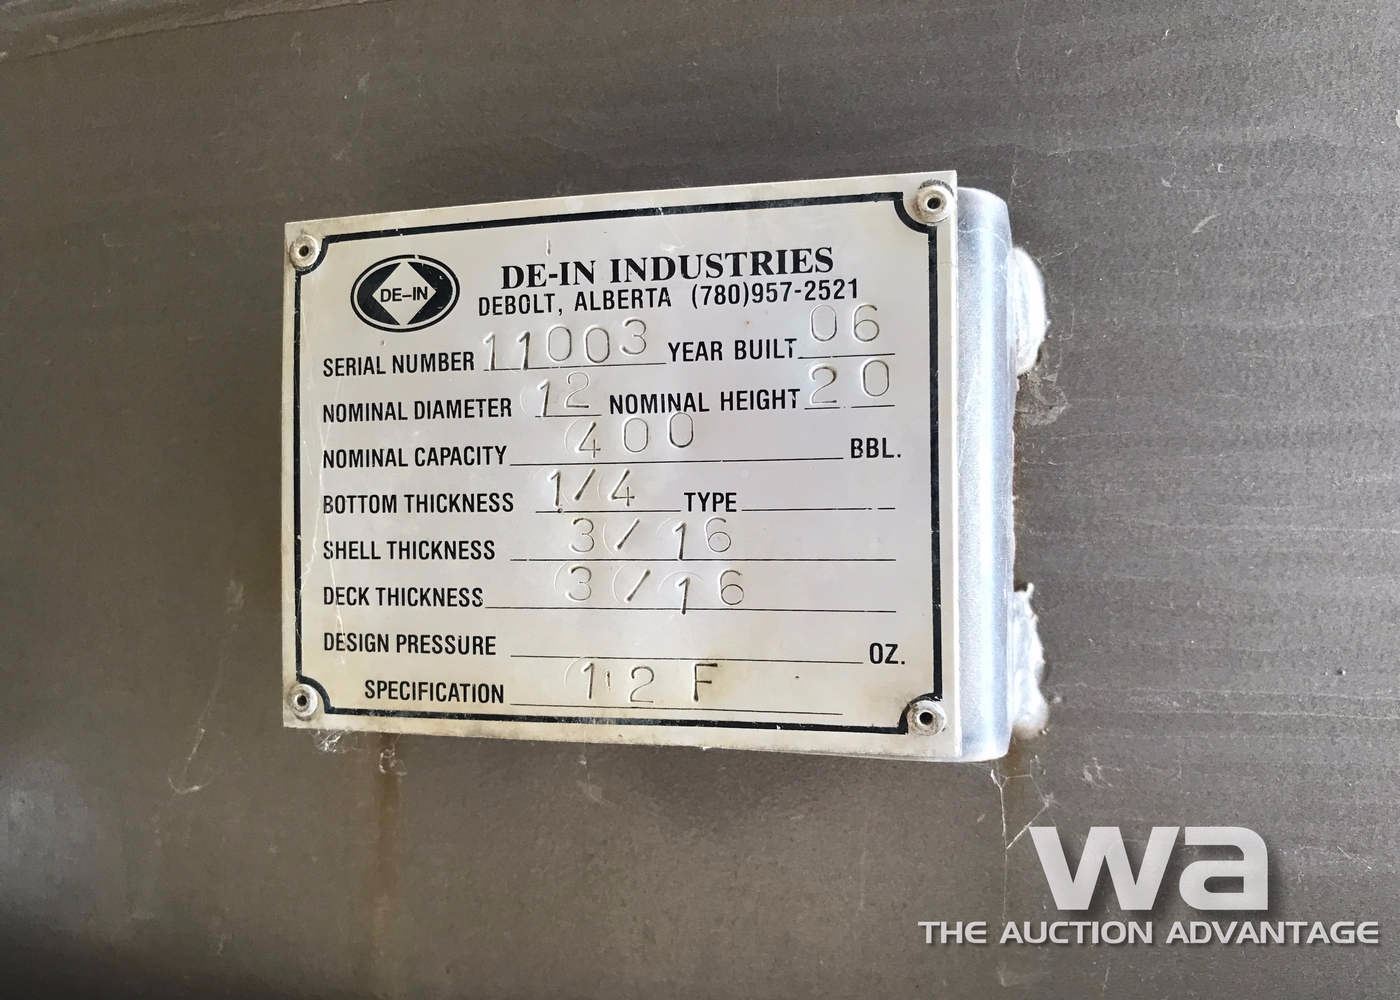 DE-IN
DE-IN INDUSTRIES
DEBOLT, ALBERTA (780)957-2521
SERIAL NUMBER 11003 YEAR BUILT 06
NOMINAL DIAMETER 12 NOMINAL HEIGHT 20
NOMINAL CAPACITY 400 BBL.
BOTTOM THICKNESS 1/4 TYPE
SHELL THICKNESS 3/16
DECK THICKNESS 3/16
DESIGN PRESSURE OZ.
SPECIFICATION 12F
wa
THE AUCTION ADVANTAGE